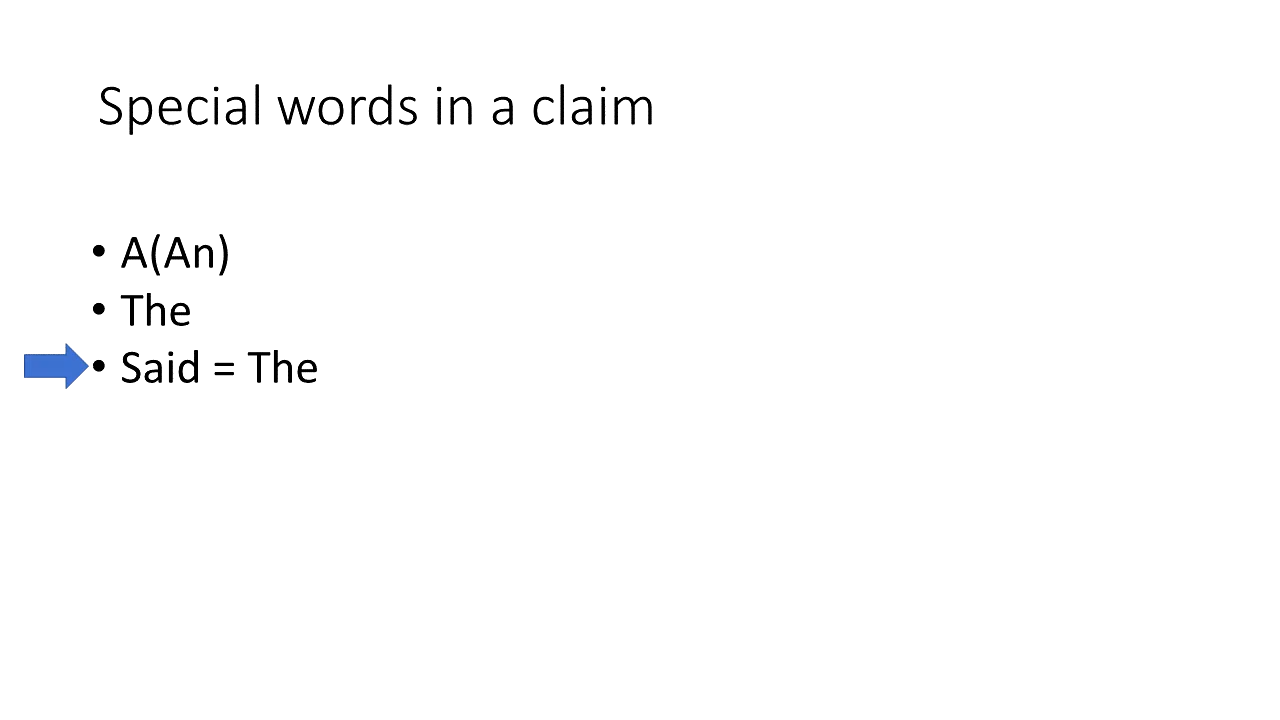 Special words in a claim
• A(An)
• The
• Said = The